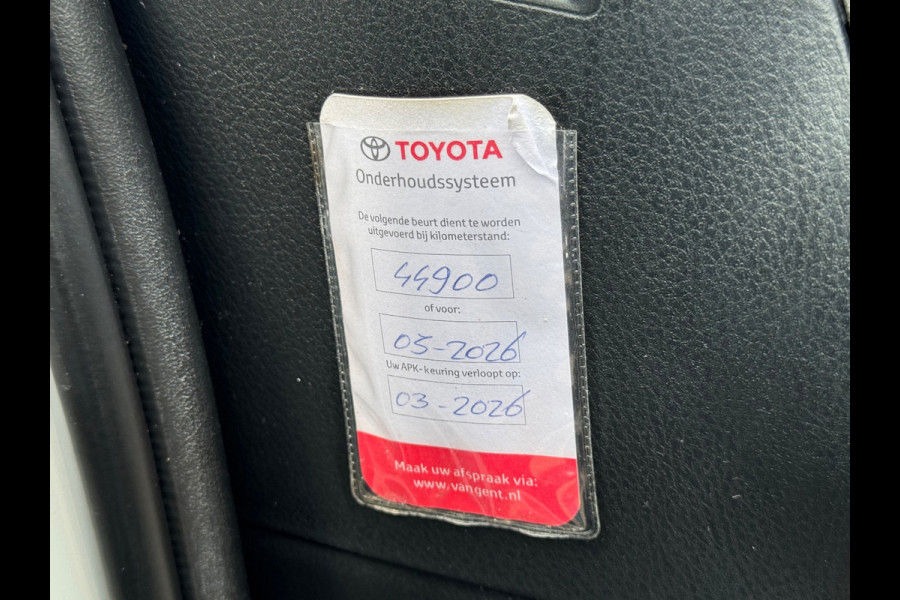 TOYOTA
Onderhoudssysteem
De volgende beurt dient te worden
uitgevoerd bij kilometerstand:
44900
of voor:
05-2026
Uw APK-keuring verloopt op:
03-2026
Maak uw afspraak via:
www.vangent.nl